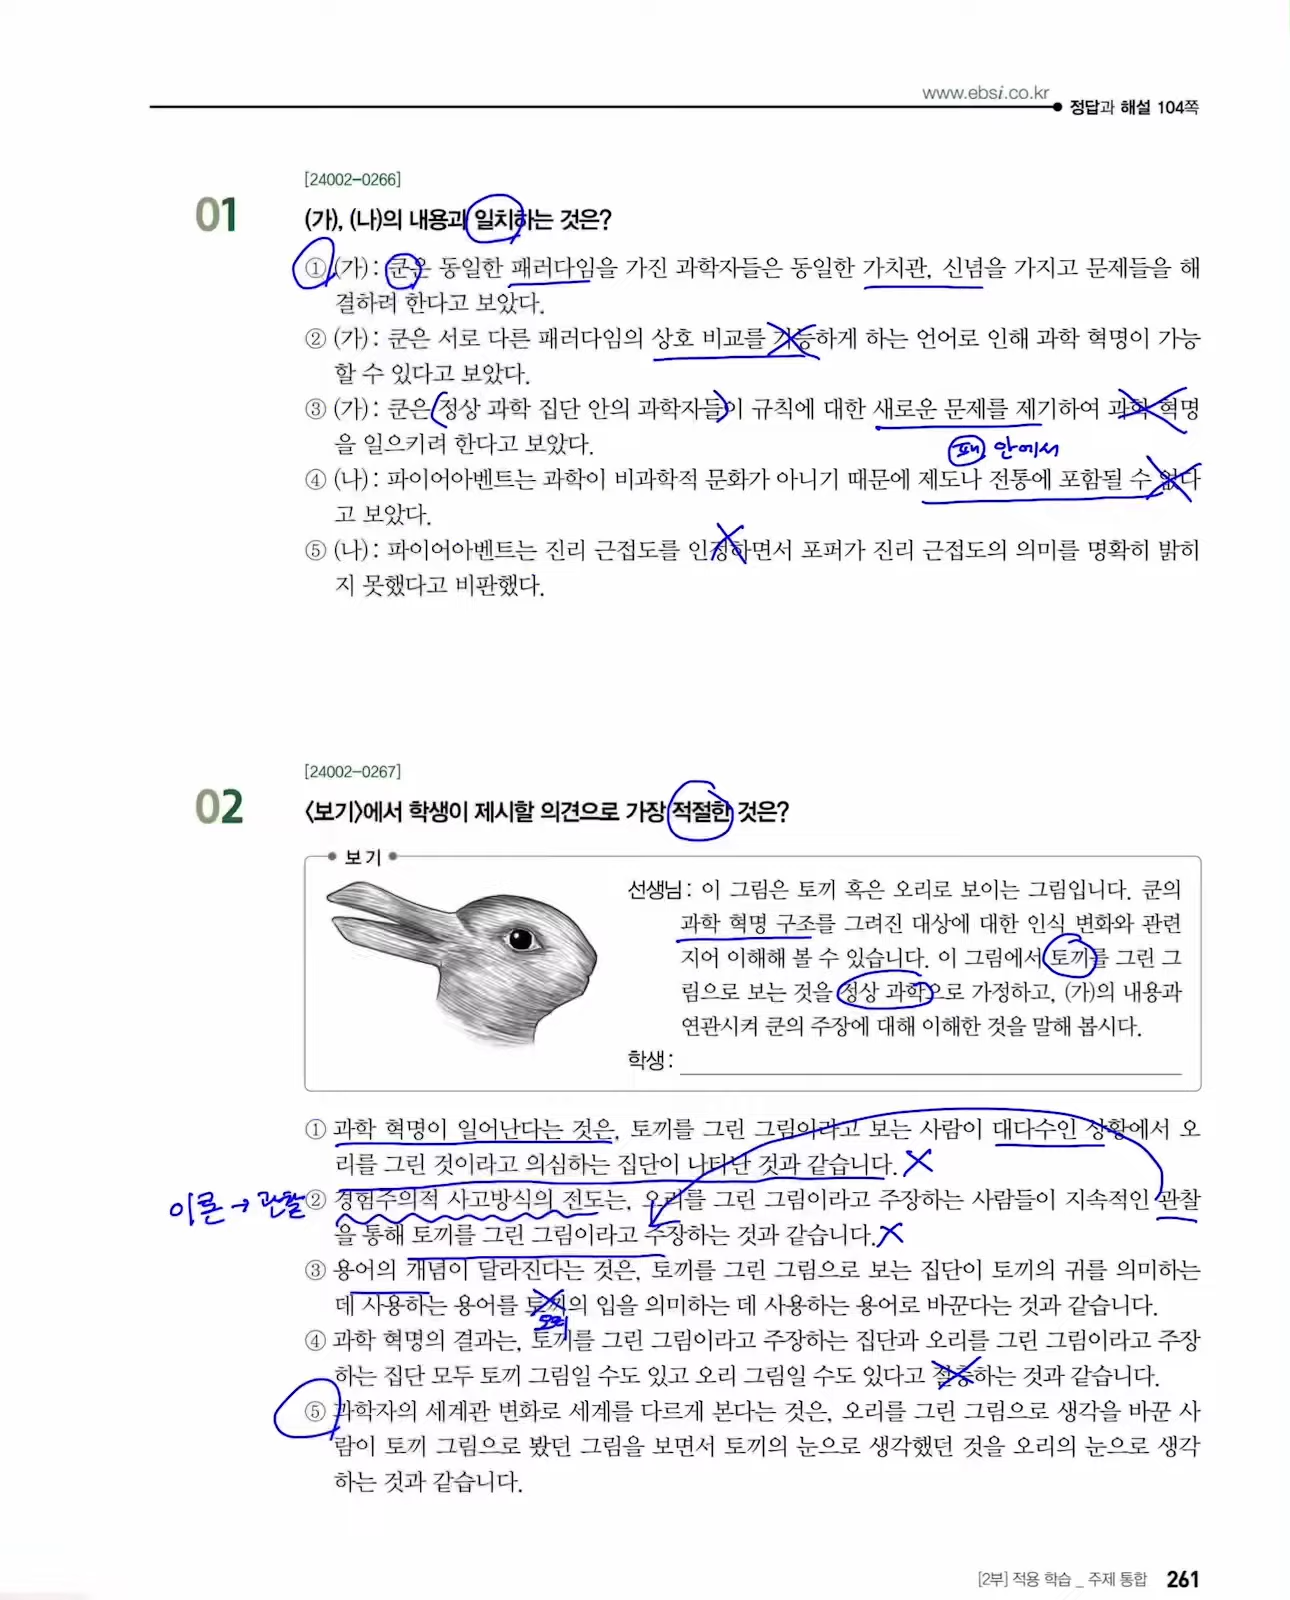 www.ebsi.co.kr
정답과 해설 104쪽
[24002-0266]
01
(가), (나)의 내용과 일치하는 것은?
① (가): 쿤은 동일한 패러다임을 가진 과학자들은 동일한 가치관, 신념을 가지고 문제들을 해
결하려 한다고 보았다.
② (가): 쿤은 서로 다른 패러다임의 상호 비교를 가능하게 하는 언어로 인해 과학 혁명이 가능
할 수 있다고 보았다.
③ (가): 쿤은 정상 과학 집단 안의 과학자들이 규칙에 대한 새로운 문제를 제기하여 과학 혁명
을 일으키려 한다고 보았다.
패 안에서
④ (나): 파이어아벤트는 과학이 비과학적 문화가 아니기 때문에 제도나 전통에 포함될 수 없다
고 보았다.
⑤ (나): 파이어아벤트는 진리 근접도를 인정하면서 포퍼가 진리 근접도의 의미를 명확히 밝히
지 못했다고 비판했다.
[24002-0267]
02
<보기>에서 학생이 제시할 의견으로 가장 적절한 것은?
보기
선생님: 이 그림은 토끼 혹은 오리로 보이는 그림입니다. 쿤의
과학 혁명 구조를 그려진 대상에 대한 인식 변화와 관련
지어 이해해 볼 수 있습니다. 이 그림에서 토끼를 그린 그
림으로 보는 것을 정상 과학으로 가정하고, (가)의 내용과
연관시켜 쿤의 주장에 대해 이해한 것을 말해 봅시다.
학생:
① 과학 혁명이 일어난다는 것은, 토끼를 그린 그림이라고 보는 사람이 대다수인 상황에서 오
리를 그린 것이라고 의심하는 집단이 나타난 것과 같습니다.
이론→관찰
② 경험주의적 사고방식의 전도는, 오리를 그린 그림이라고 주장하는 사람들이 지속적인 관찰
을 통해 토끼를 그린 그림이라고 주장하는 것과 같습니다.
③ 용어의 개념이 달라진다는 것은, 토끼를 그린 그림으로 보는 집단이 토끼의 귀를 의미하는
데 사용하는 용어를 토끼의 입을 의미하는 데 사용하는 용어로 바꾼다는 것과 같습니다.
오리
④ 과학 혁명의 결과는, 토끼를 그린 그림이라고 주장하는 집단과 오리를 그린 그림이라고 주장
하는 집단 모두 토끼 그림일 수도 있고 오리 그림일 수도 있다고 절충하는 것과 같습니다.
⑤ 과학자의 세계관 변화로 세계를 다르게 본다는 것은, 오리를 그린 그림으로 생각을 바꾼 사
람이 토끼 그림으로 봤던 그림을 보면서 토끼의 눈으로 생각했던 것을 오리의 눈으로 생각
하는 것과 같습니다.
[2부] 적용 학습 _ 주제 통합 261